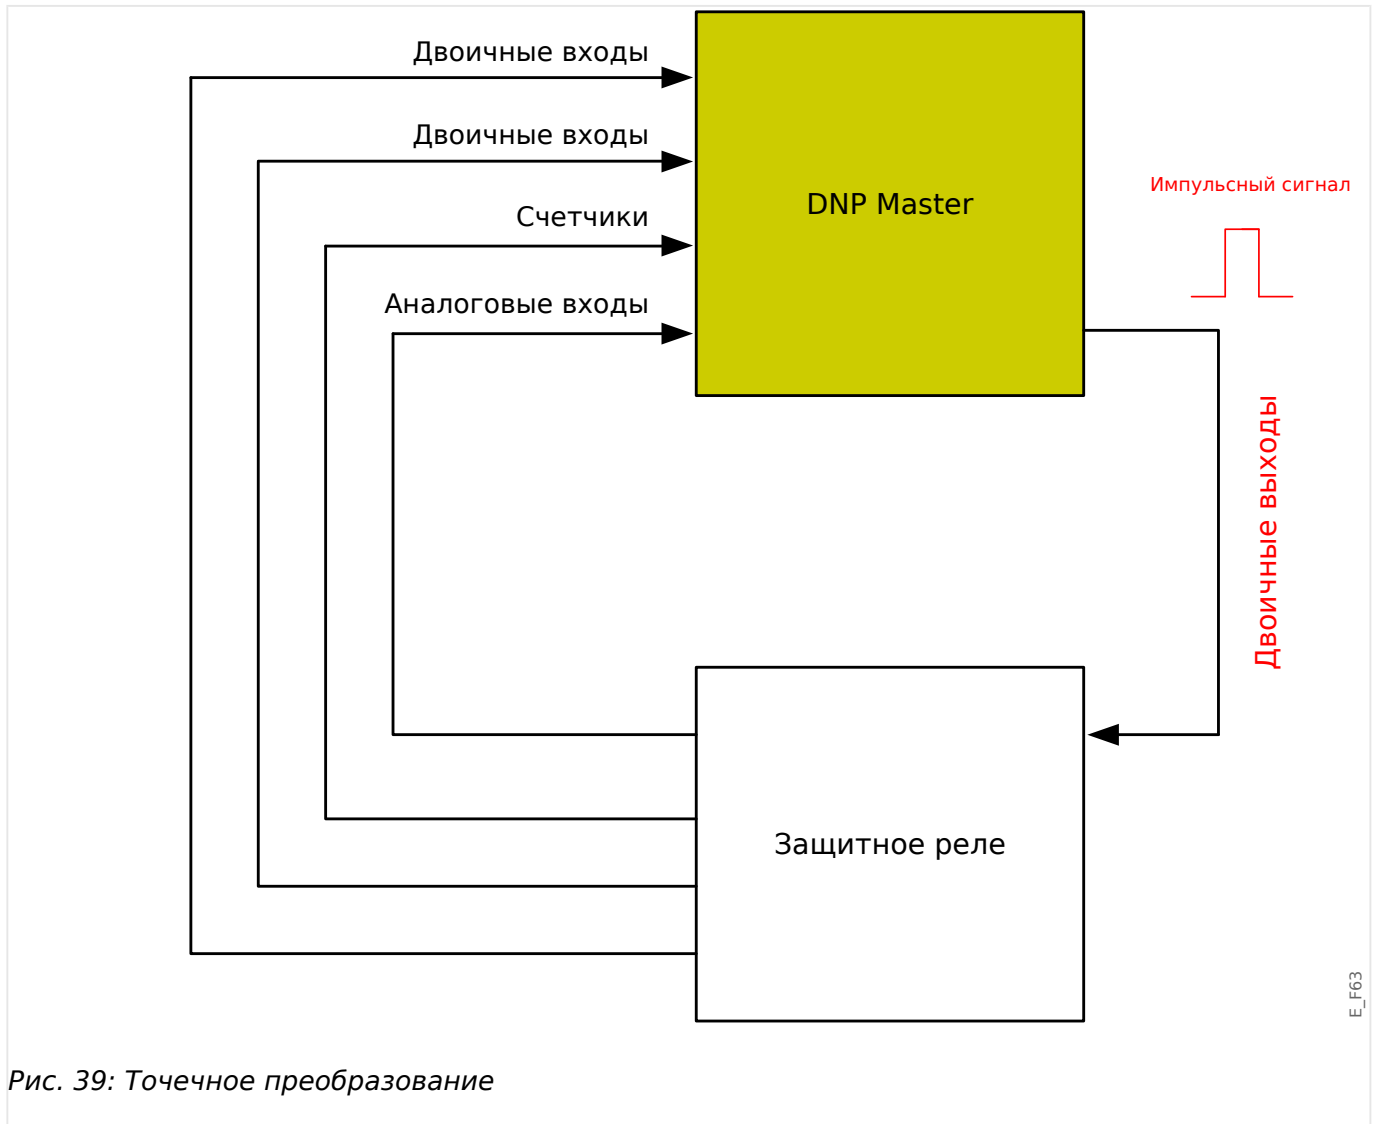 Двоичные входы
Двоичные входы
Счетчики
Аналоговые входы
DNP Master
Импульсный сигнал
Двоичные выходы
Защитное реле
E_F63
Рис. 39: Точечное преобразование